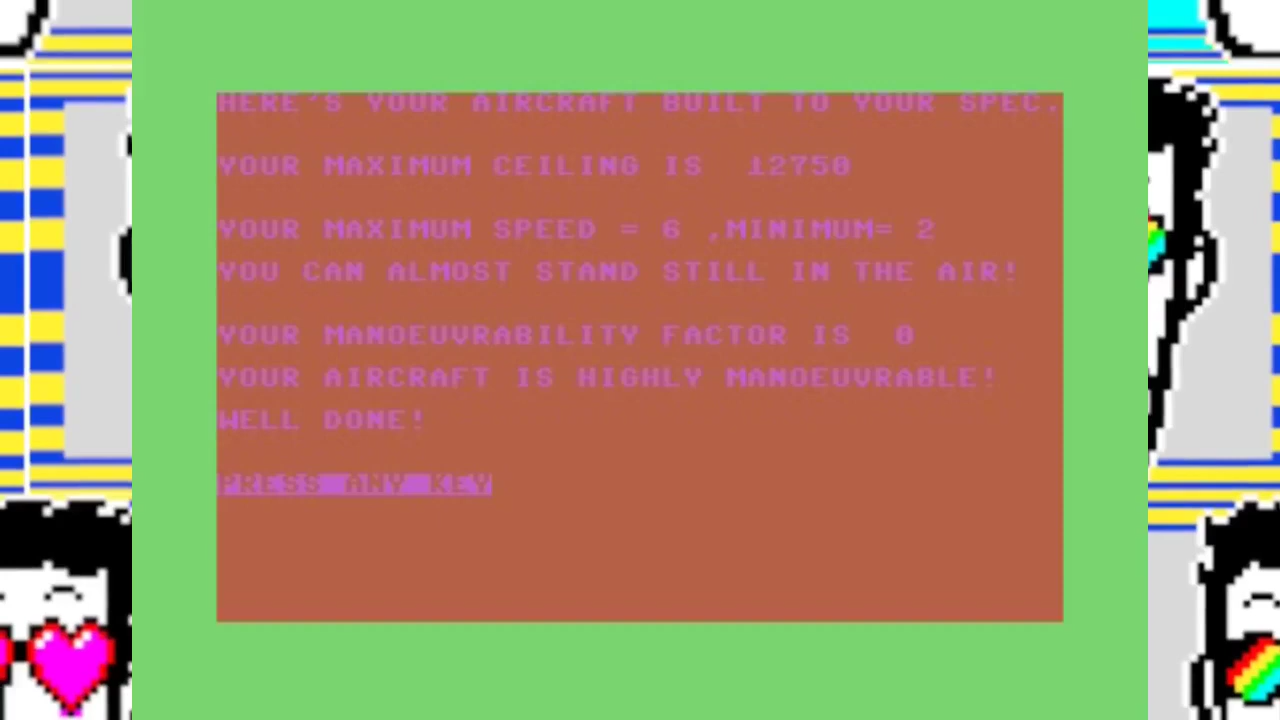 HERE'S YOUR AIRCRAFT BUILT TO YOUR SPEC.
YOUR MAXIMUM CEILING IS 12750
YOUR MAXIMUM SPEED = 6 ,MINIMUM= 2
YOU CAN ALMOST STAND STILL IN THE AIR!
YOUR MANOEUVRABILITY FACTOR IS 0
YOUR AIRCRAFT IS HIGHLY MANOEUVRABLE!
WELL DONE!
PRESS ANY KEY